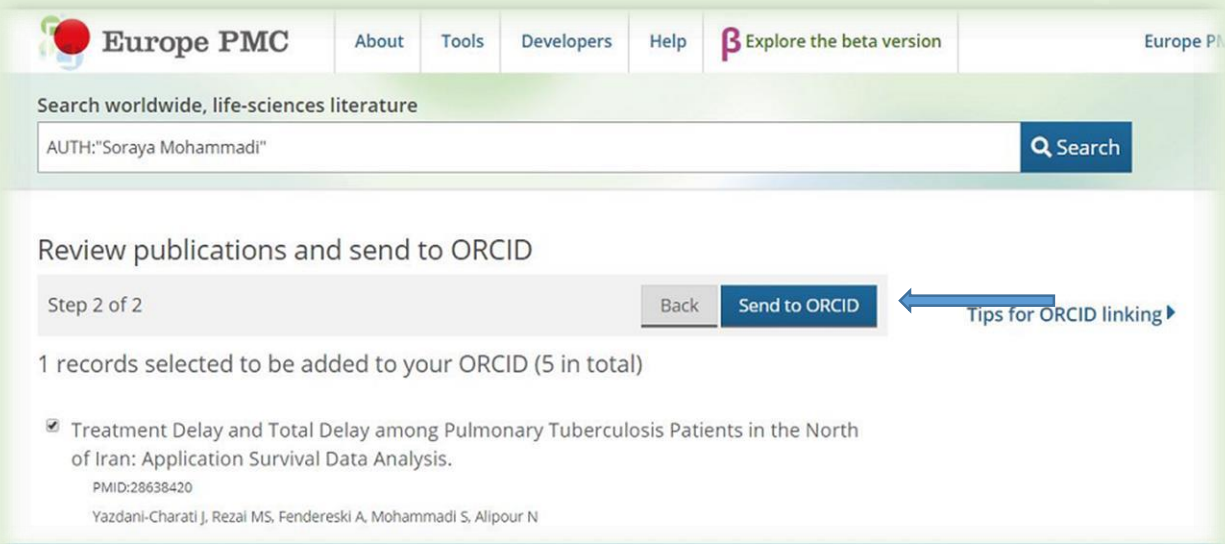 Europe PMC
About Tools Developers Help β Explore the beta version
Search worldwide, life-sciences literature
AUTH:"Soraya Mohammadi"
Search
Review publications and send to ORCID
Step 2 of 2
Back Send to ORCID
Tips for ORCID linking
1 records selected to be added to your ORCID (5 in total)
Treatment Delay and Total Delay among Pulmonary Tuberculosis Patients in the North
of Iran: Application Survival Data Analysis.
PMID:28638420
Yazdani-Charati J, Rezai MS, Fendereski A, Mohammadi S, Alipour N